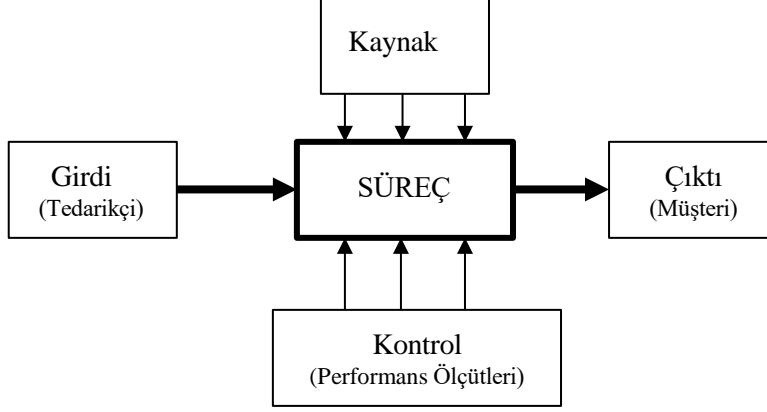 Kaynak
Girdi
(Tedarikçi)
SÜREÇ
Çıktı
(Müşteri)
Kontrol
(Performans Ölçütleri)